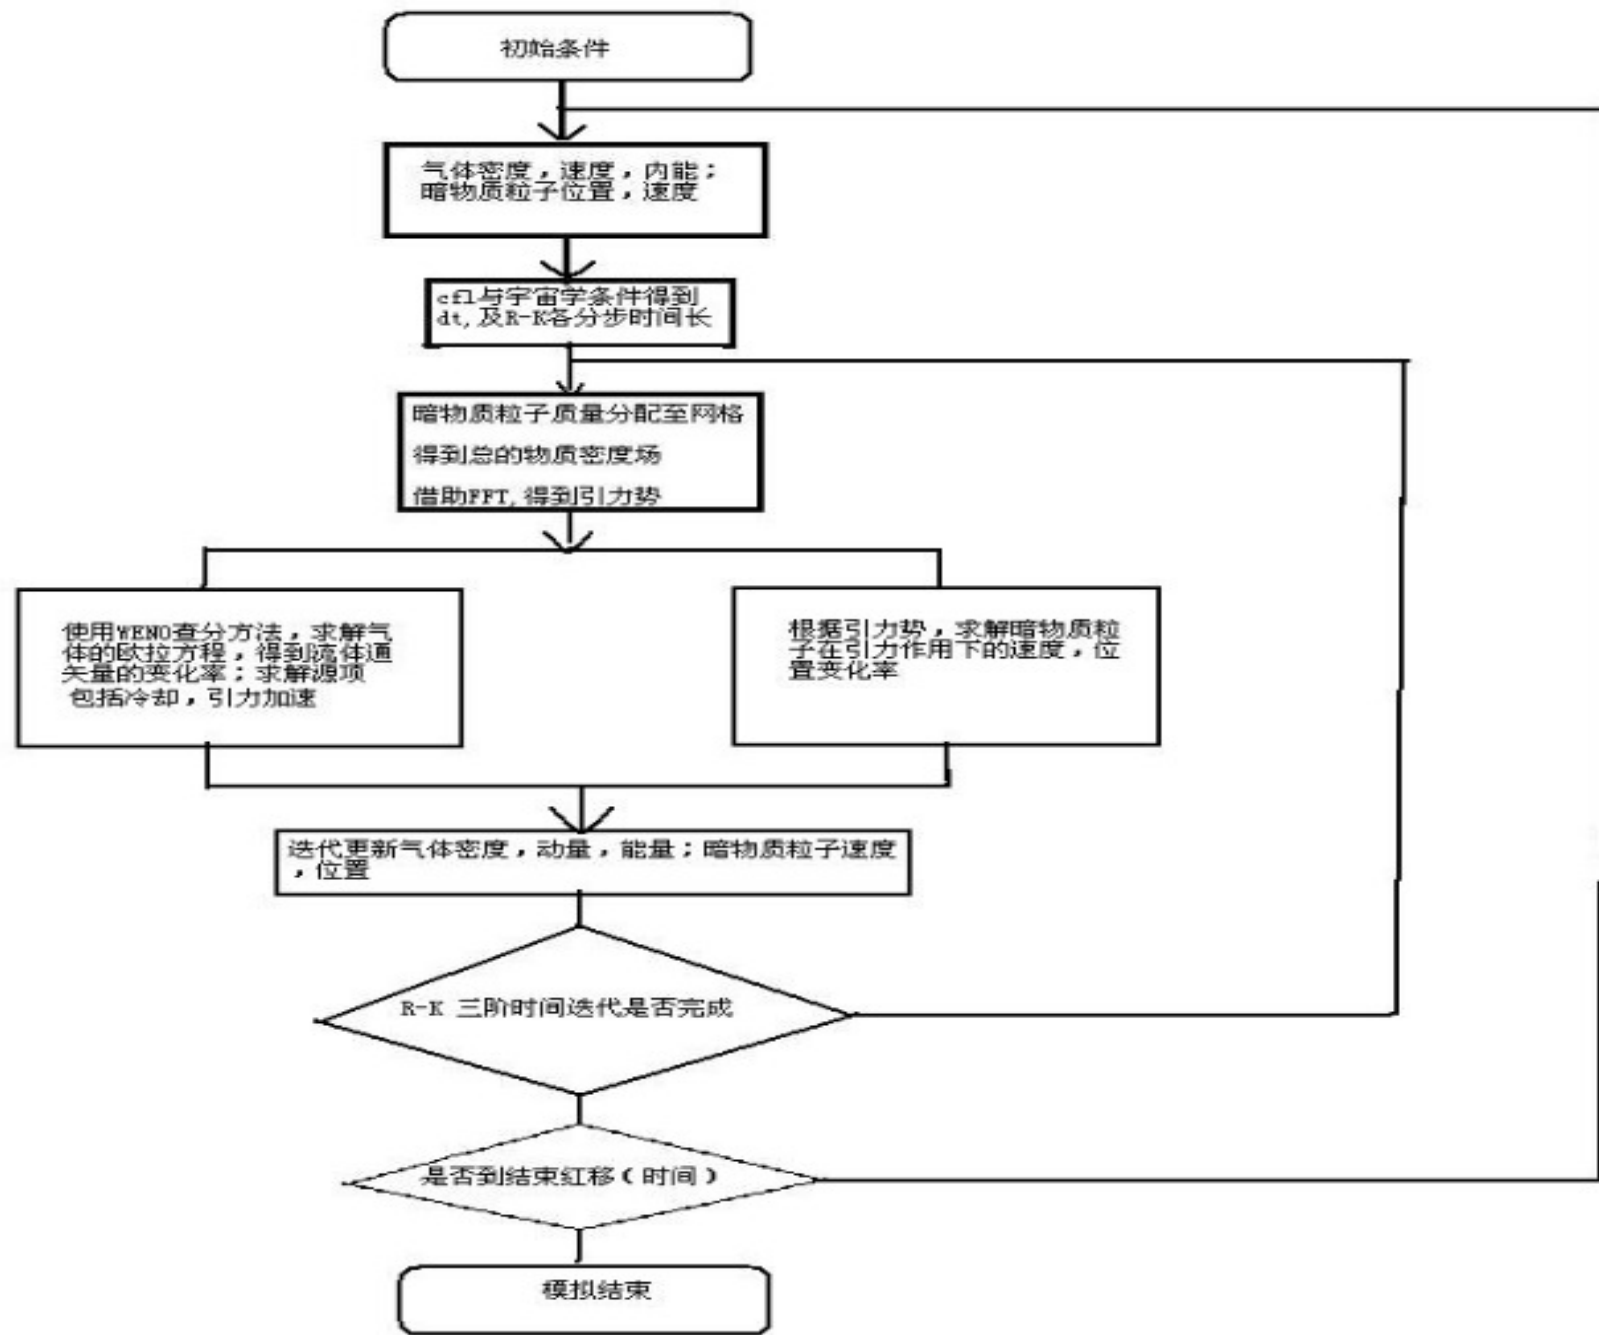 初始条件
气体密度，速度，内能；
暗物质粒子位置，速度
cfl与宇宙学条件得到
dt,及R-K各分步时间长
暗物质粒子质量分配至网格
得到总的物质密度场
借助FFT,得到引力势
使用WENO查分方法，求解气
体的欧拉方程，得到流体通
矢量的变化率；求解源项
包括冷却，引力加速
根据引力势，求解暗物质粒
子在引力作用下的速度，位
置变化率
迭代更新气体密度，动量，能量；暗物质粒子速度
，位置
R-K 三阶时间迭代是否完成
是否到结束红移（时间）
模拟结束